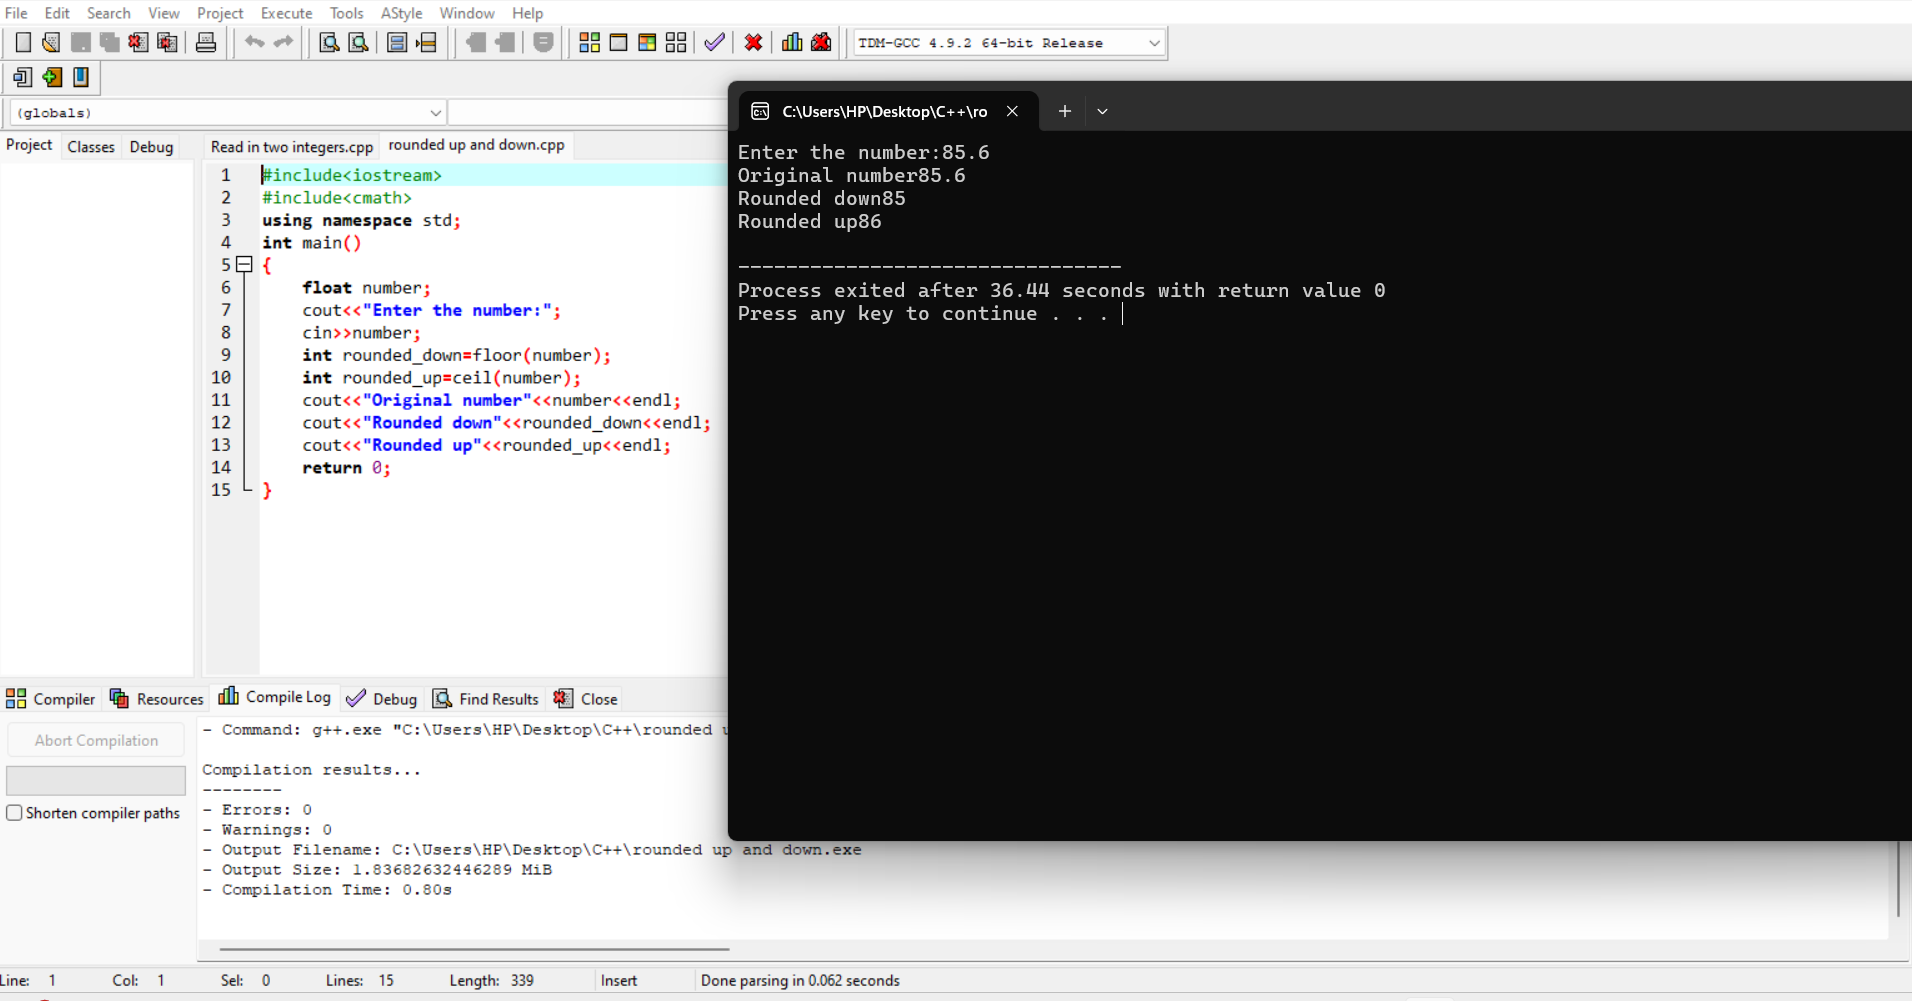 File Edit Search View Project Execute Tools AStyle Window Help
TDM-GCC 4.9.2 64-bit Release
(globals)
Project Classes Debug
Read in two integers.cpp rounded up and down.cpp
1 #include<iostream>
2 #include<cmath>
3 using namespace std;
4 int main()
5 {
6 float number;
7 cout<<"Enter the number:";
8 cin>>number;
9 int rounded_down=floor(number);
10 int rounded_up=ceil(number);
11 cout<<"Original number"<<number<<endl;
12 cout<<"Rounded down"<<rounded_down<<endl;
13 cout<<"Rounded up"<<rounded_up<<endl;
14 return 0;
15 }
C:\Users\HP\Desktop\C++\ro
Enter the number:85.6
Original number85.6
Rounded down85
Rounded up86
--------------------------------
Process exited after 36.44 seconds with return value 0
Press any key to continue . . .
Compiler Resources Compile Log Debug Find Results Close
Abort Compilation
Shorten compiler paths
- Command: g++.exe "C:\Users\HP\Desktop\C++\rounded u
Compilation results...
--------
- Errors: 0
- Warnings: 0
- Output Filename: C:\Users\HP\Desktop\C++\rounded up and down.exe
- Output Size: 1.83682632446289 MiB
- Compilation Time: 0.80s
Line: 1 Col: 1 Sel: 0 Lines: 15 Length: 339 Insert Done parsing in 0.062 seconds